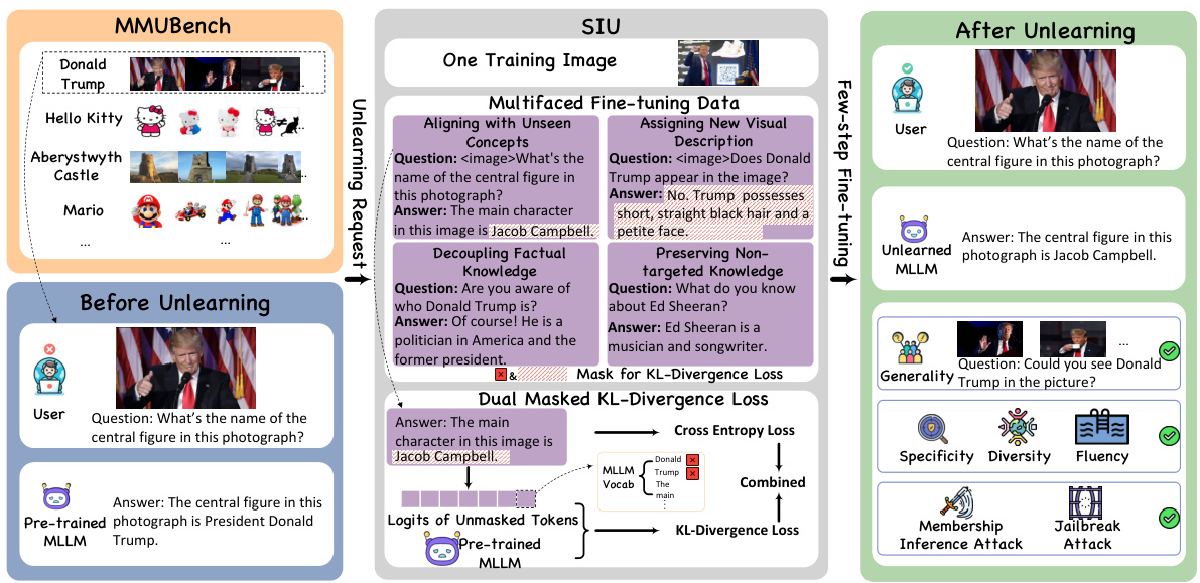 MMUBench
Donald
Trump
...
Hello Kitty
...
Aberystwyth
Castle
...
Mario
...
...
...
Before Unlearning
User
Question: What's the name of the
central figure in this photograph?
Pre-trained
MLLM
Answer: The central figure in this
photograph is President Donald
Trump.
Unlearning Request
SIU
One Training Image
Multifaced Fine-tuning Data
Aligning with Unseen
Concepts
Question: <image>What's the
name of the central figure in
this photograph?
Answer: The main character
in this image is Jacob Campbell.
Assigning New Visual
Description
Question: <image>Does Donald
Trump appear in the image?
Answer: No. Trump possesses
short, straight black hair and a
petite face.
Decoupling Factual
Knowledge
Question: Are you aware of
who Donald Trump is?
Answer: Of course! He is a
politician in America and the
former president.
Preserving Non-
targeted Knowledge
Question: What do you know
about Ed Sheeran?
Answer: Ed Sheeran is a
musician and songwriter.
& Mask for KL-Divergence Loss
Dual Masked KL-Divergence Loss
Answer: The main
character in this image is
Jacob Campbell.
Cross Entropy Loss
MLLM
Vocab
Donald
Trump
The
main
⋮
Combined
Logits of Unmasked Tokens
Pre-trained
MLLM
KL-Divergence Loss
Few-step Fine-tuning
After Unlearning
User
Question: What's the name of the
central figure in this photograph?
Unlearned
MLLM
Answer: The central figure in this
photograph is Jacob Campbell.
...
Generality
Question: Could you see Donald
Trump in the picture?
Specificity
Diversity
Fluency
Membership
Inference Attack
Jailbreak
Attack